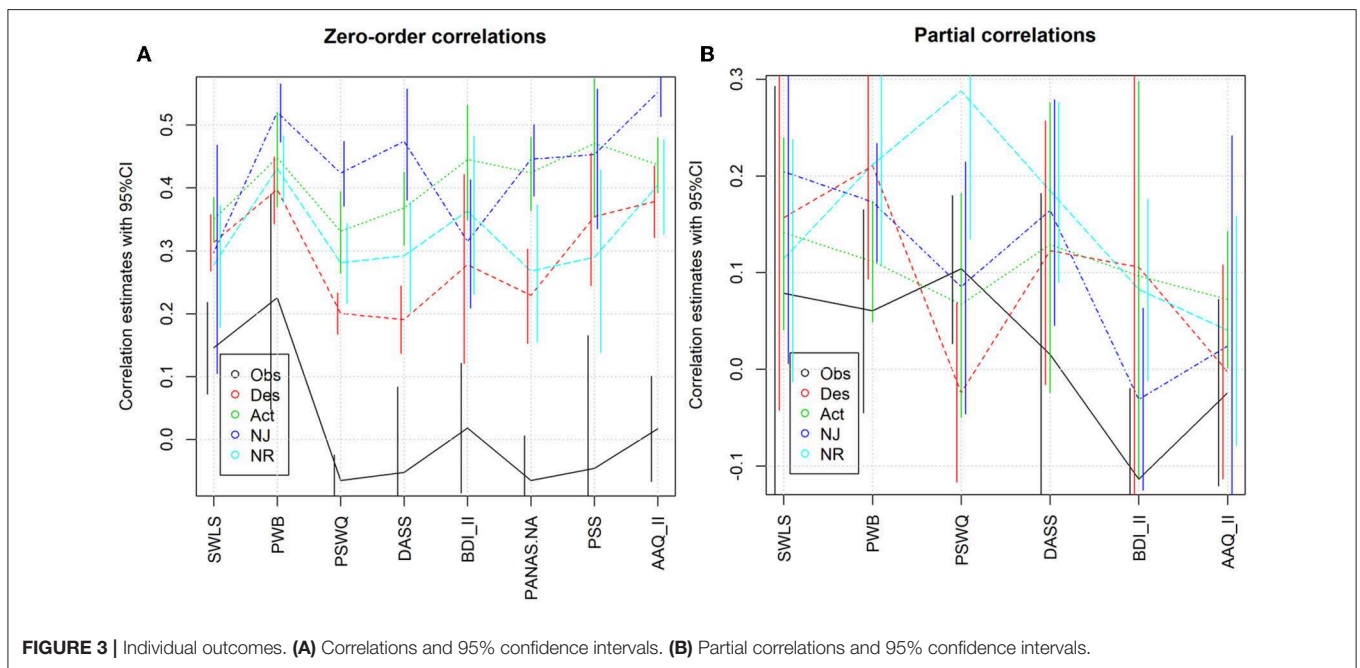 A
Zero-order correlations
Correlation estimates with 95%CI
0.5
0.4
0.3
0.2
0.1
0.0
Obs
Des
Act
NJ
NR
SWLS
PWB
PSWQ
DASS
BDI_II
PANAS.NA
PSS
AAQ_II
B
Partial correlations
Correlation estimates with 95%CI
0.3
0.2
0.1
0.0
-0.1
Obs
Des
Act
NJ
NR
SWLS
PWB
PSWQ
DASS
BDI_II
AAQ_II
FIGURE 3 | Individual outcomes. (A) Correlations and 95% confidence intervals. (B) Partial correlations and 95% confidence intervals.